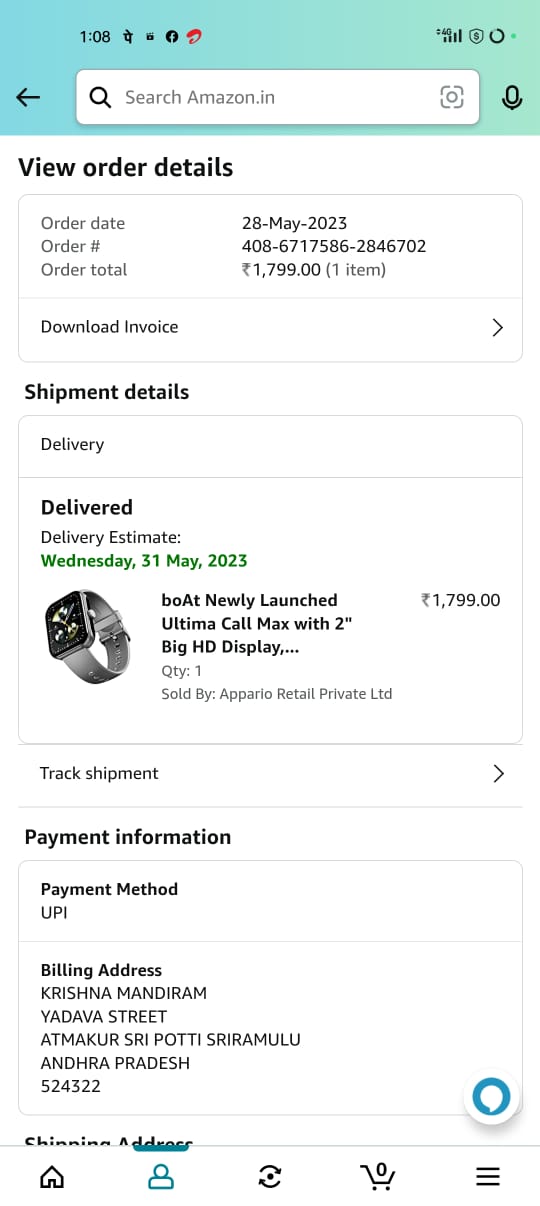 1:08
Search Amazon.in
View order details
Order date 28-May-2023
Order # 408-6717586-2846702
Order total ₹1,799.00 (1 item)
Download Invoice
Shipment details
Delivery
Delivered
Delivery Estimate:
Wednesday, 31 May, 2023
boAt Newly Launched ₹1,799.00
Ultima Call Max with 2"
Big HD Display,...
Qty: 1
Sold By: Appario Retail Private Ltd
Track shipment
Payment information
Payment Method
UPI
Billing Address
KRISHNA MANDIRAM
YADAVA STREET
ATMAKUR SRI POTTI SRIRAMULU
ANDHRA PRADESH
524322
Shipping Address
0